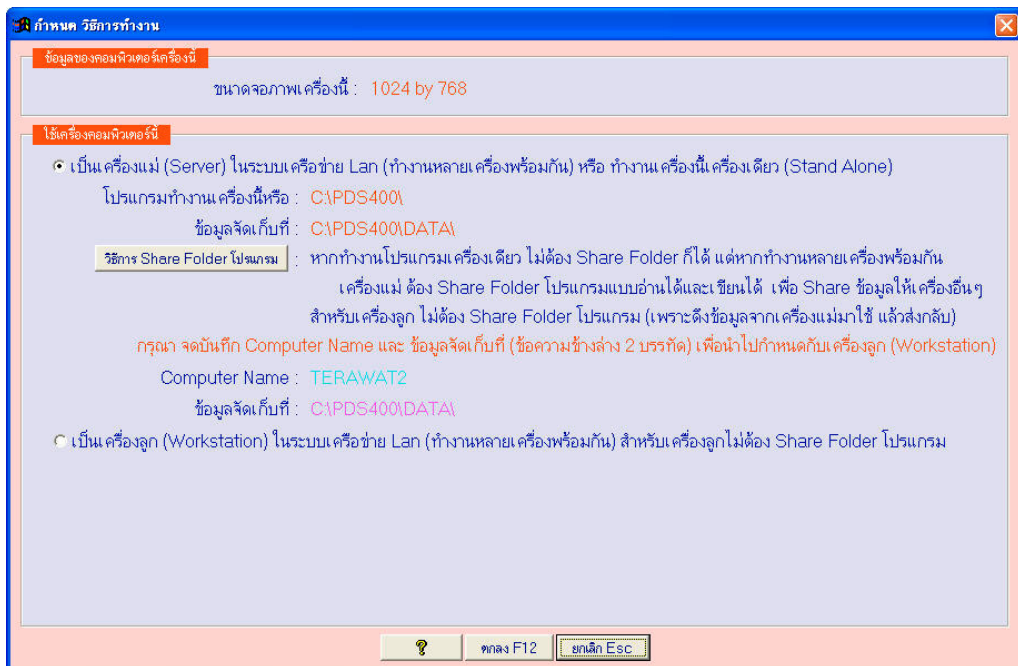 กำหนด วิธีการทำงาน
ข้อมูลของคอมพิวเตอร์เครื่องนี้
ขนาดจอภาพเครื่องนี้ : 1024 by 768
ใช้เครื่องคอมพิวเตอร์นี้
เป็นเครื่องแม่ (Server) ในระบบเครือข่าย Lan (ทำงานหลายเครื่องพร้อมกัน) หรือ ทำงานเครื่องนี้เครื่องเดียว (Stand Alone)
โปรแกรมทำงานเครื่องนี้หรือ : C:\PDS400\
ข้อมูลจัดเก็บที่ : C:\PDS400\DATA\
วิธีการ Share Folder โปรแกรม : หากทำงานโปรแกรมเครื่องเดียว ไม่ต้อง Share Folder ก็ได้ แต่หากทำงานหลายเครื่องพร้อมกัน
เครื่องแม่ ต้อง Share Folder โปรแกรมแบบอ่านได้และเขียนได้ เพื่อ Share ข้อมูลให้เครื่องอื่นๆ
สำหรับเครื่องลูก ไม่ต้อง Share Folder โปรแกรม (เพราะดึงข้อมูลจากเครื่องแม่มาใช้ แล้วส่งกลับ)
กรุณา จดบันทึก Computer Name และ ข้อมูลจัดเก็บที่ (ข้อความข้างล่าง 2 บรรทัด) เพื่อนำไปกำหนดกับเครื่องลูก (Workstation)
Computer Name : TERAWAT2
ข้อมูลจัดเก็บที่ : C:\PDS400\DATA\
เป็นเครื่องลูก (Workstation) ในระบบเครือข่าย Lan (ทำงานหลายเครื่องพร้อมกัน) สำหรับเครื่องลูกไม่ต้อง Share Folder โปรแกรม
? ตกลง F12 ยกเลิก Esc